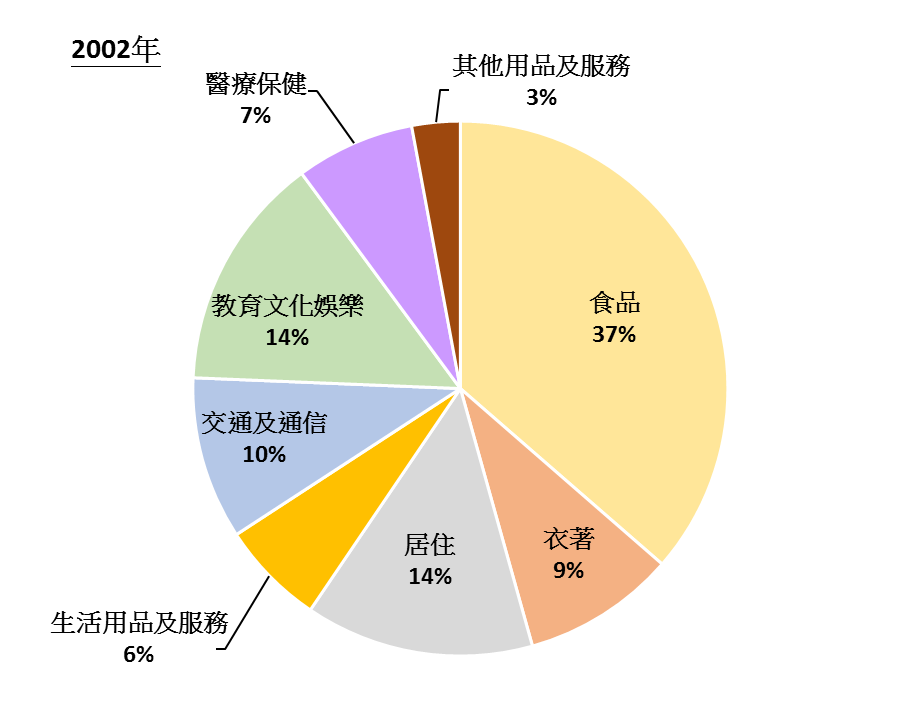 2002年
其他用品及服務
3%
醫療保健
7%
食品
37%
教育文化娛樂
14%
交通及通信
10%
衣著
9%
居住
14%
生活用品及服務
6%